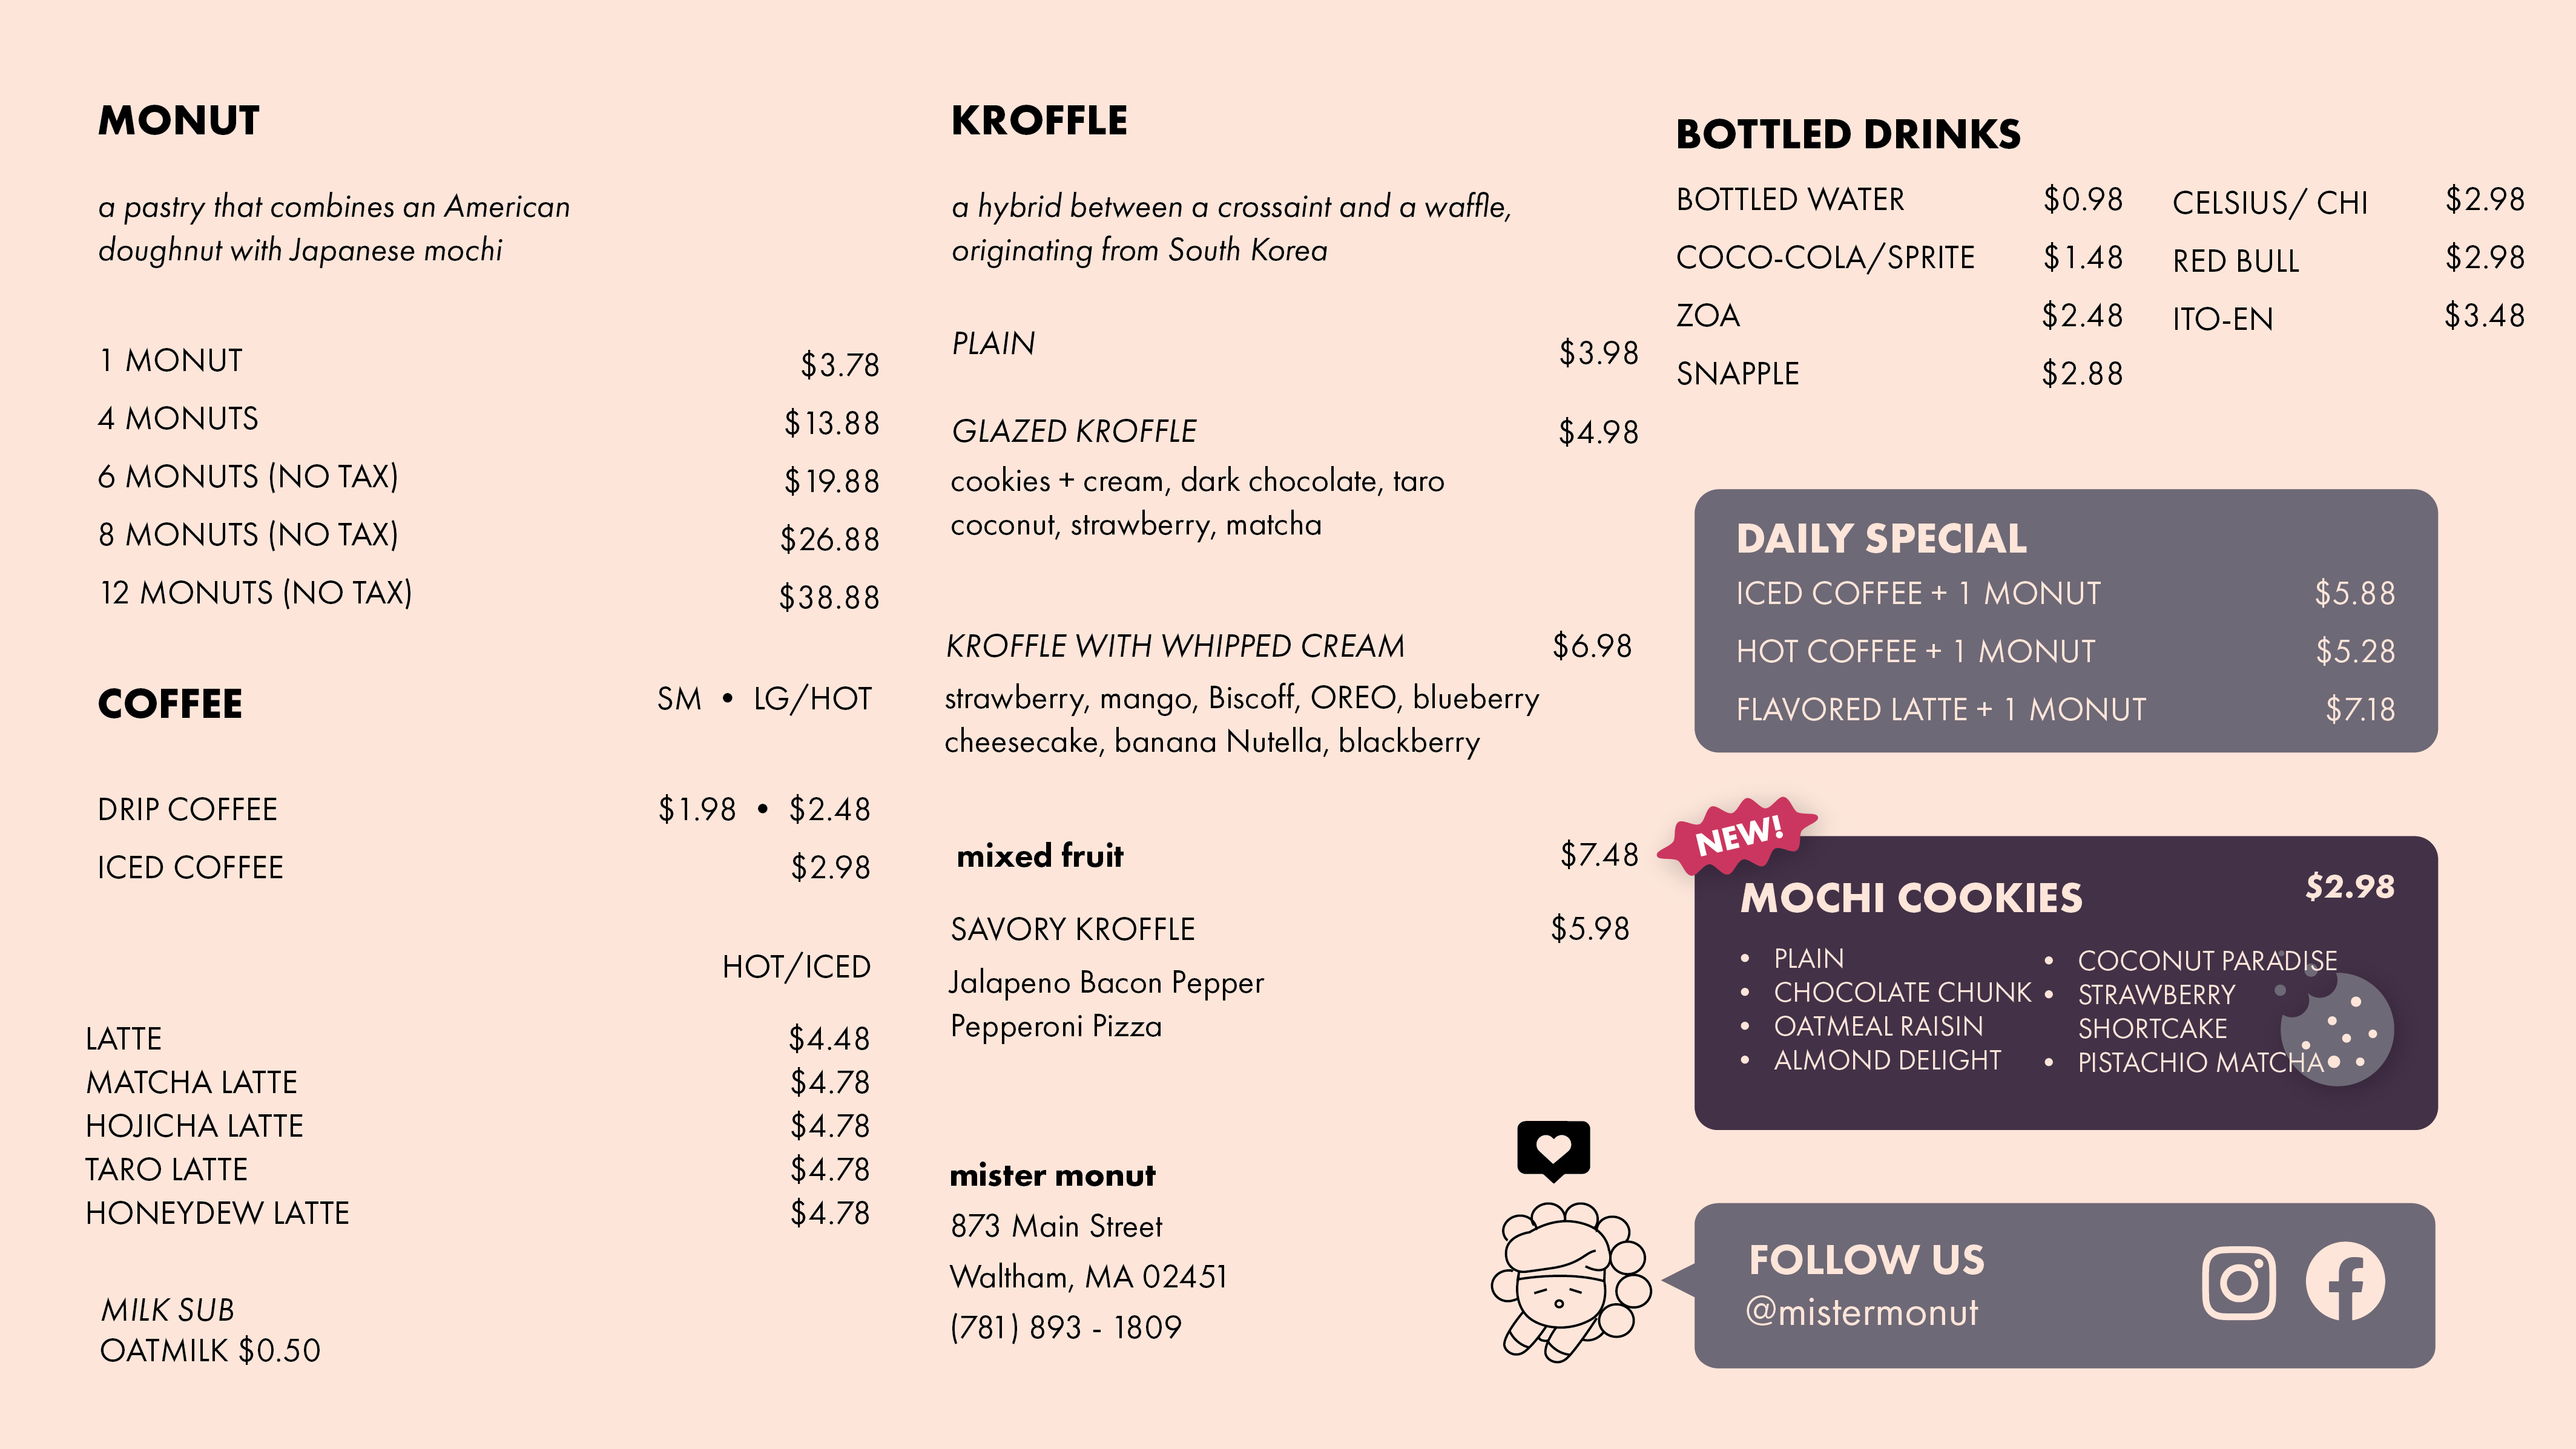 MONUT
a pastry that combines an American
doughnut with Japanese mochi
1 MONUT $3.78
4 MONUTS $13.88
6 MONUTS (NO TAX) $19.88
8 MONUTS (NO TAX) $26.88
12 MONUTS (NO TAX) $38.88
COFFEE SM • LG/HOT
DRIP COFFEE $1.98 • $2.48
ICED COFFEE $2.98
HOT/ICED
LATTE $4.48
MATCHA LATTE $4.78
HOJICHA LATTE $4.78
TARO LATTE $4.78
HONEYDEW LATTE $4.78
MILK SUB
OATMILK $0.50
KROFFLE
a hybrid between a crossaint and a waffle,
originating from South Korea
PLAIN $3.98
GLAZED KROFFLE $4.98
cookies + cream, dark chocolate, taro
coconut, strawberry, matcha
KROFFLE WITH WHIPPED CREAM $6.98
strawberry, mango, Biscoff, OREO, blueberry
cheesecake, banana Nutella, blackberry
mixed fruit $7.48
SAVORY KROFFLE $5.98
Jalapeno Bacon Pepper
Pepperoni Pizza
mister monut
873 Main Street
Waltham, MA 02451
(781) 893 - 1809
BOTTLED DRINKS
BOTTLED WATER $0.98
COCO-COLA/SPRITE $1.48
ZOA $2.48
SNAPPLE $2.88
CELSIUS/ CHI $2.98
RED BULL $2.98
ITO-EN $3.48
DAILY SPECIAL
ICED COFFEE + 1 MONUT $5.88
HOT COFFEE + 1 MONUT $5.28
FLAVORED LATTE + 1 MONUT $7.18
NEW!
MOCHI COOKIES $2.98
• PLAIN
• CHOCOLATE CHUNK
• OATMEAL RAISIN
• ALMOND DELIGHT
• COCONUT PARADISE
• STRAWBERRY
SHORTCAKE
• PISTACHIO MATCHA
FOLLOW US
@mistermonut